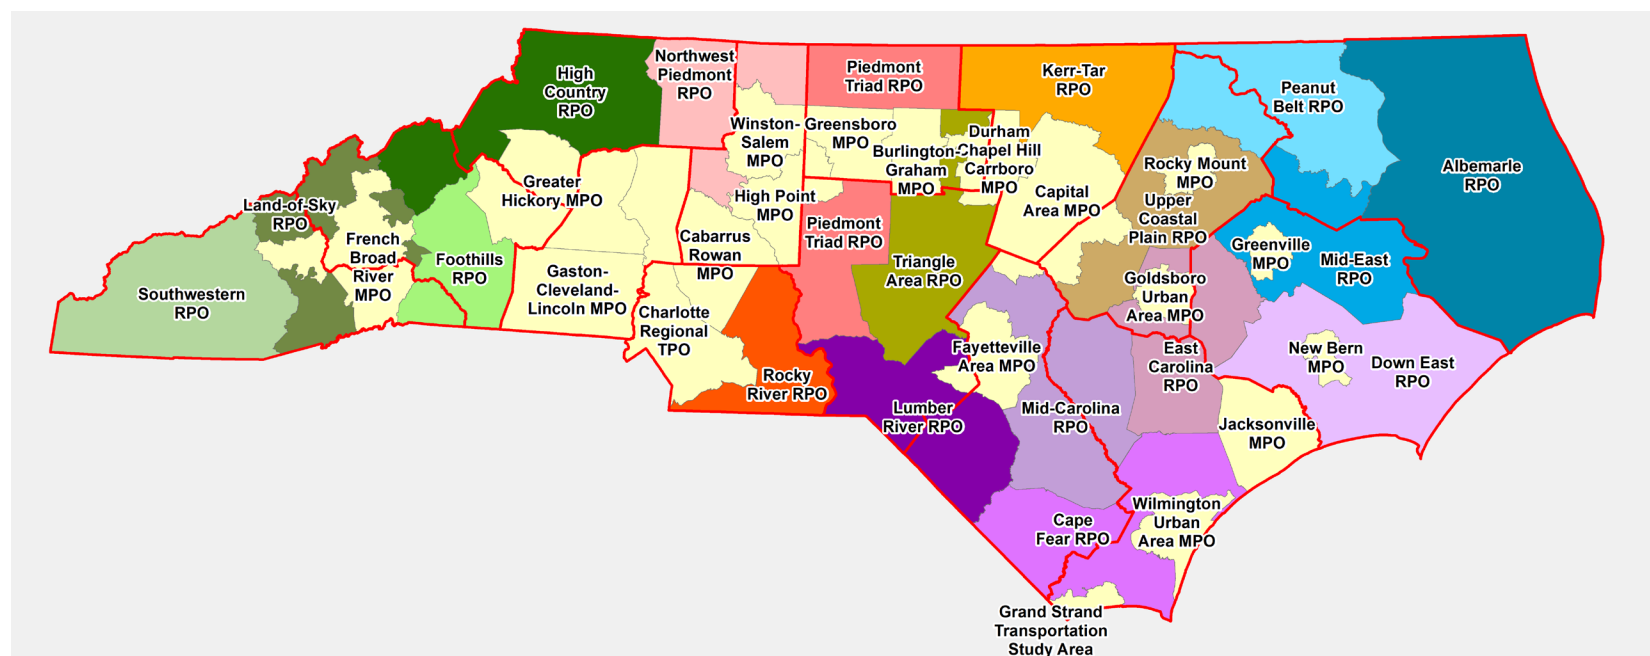 High
Country
RPO
Northwest
Piedmont
RPO
Piedmont
Triad RPO
Kerr-Tar
RPO
Peanut
Belt RPO
Albemarle
RPO
Winston-
Salem
MPO
Greensboro
MPO
Burlington-
Graham
MPO
Durham
Chapel Hill
Carrboro
MPO
Capital
Area MPO
Rocky Mount
MPO
Upper
Coastal
Plain RPO
Land-of-Sky
RPO
Greater
Hickory MPO
High Point
MPO
French
Broad
River
MPO
Foothills
RPO
Cabarrus
Rowan
MPO
Piedmont
Triad RPO
Triangle
Area RPO
Greenville
MPO
Mid-East
RPO
Southwestern
RPO
Gaston-
Cleveland-
Lincoln MPO
Goldsboro
Urban
Area MPO
Charlotte
Regional
TPO
Rocky
River RPO
Fayetteville
Area MPO
East
Carolina
RPO
New Bern
MPO
Down East
RPO
Lumber
River RPO
Mid-Carolina
RPO
Jacksonville
MPO
Cape
Fear RPO
Wilmington
Urban
Area MPO
Grand Strand
Transportation
Study Area